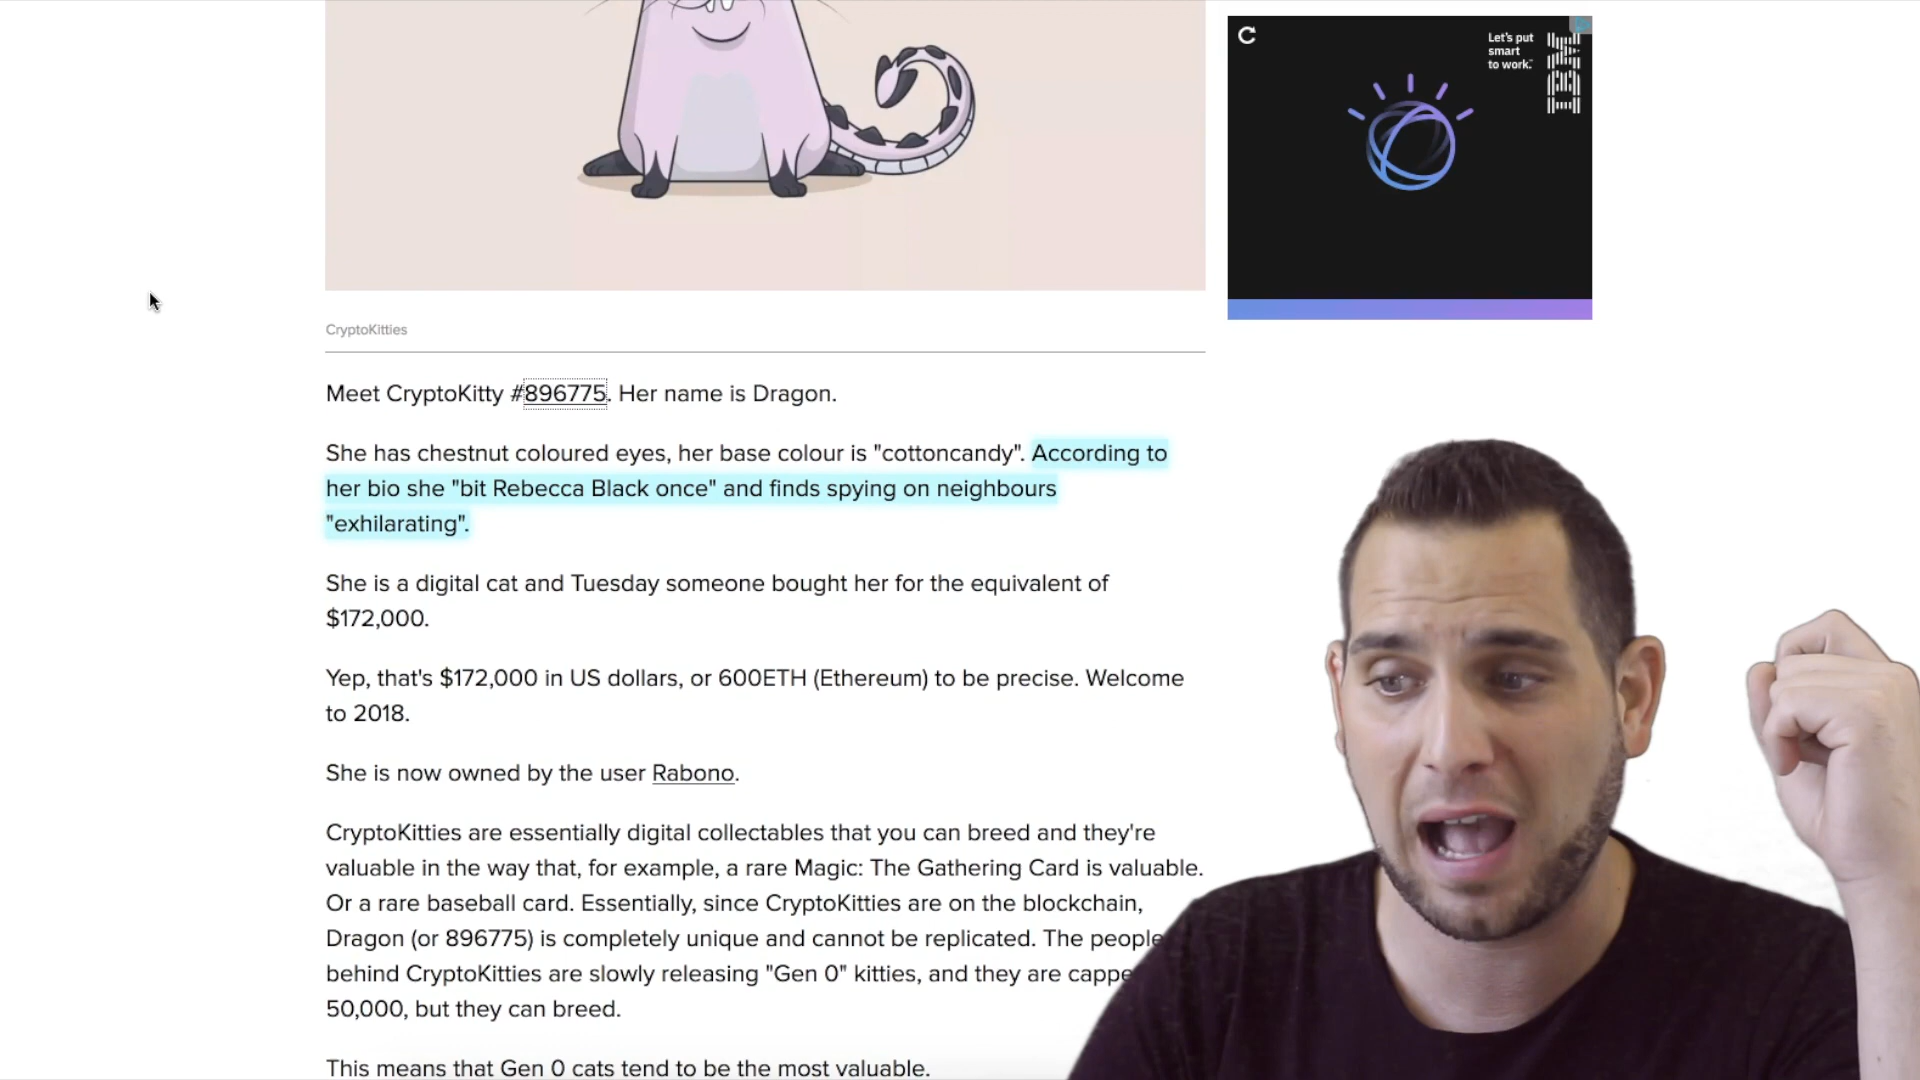 Let's put
smart
to work.
IBM
CryptoKitties
Meet CryptoKitty #896775. Her name is Dragon.
She has chestnut coloured eyes, her base colour is "cottoncandy". According to
her bio she "bit Rebecca Black once" and finds spying on neighbours
"exhilarating".
She is a digital cat and Tuesday someone bought her for the equivalent of
$172,000.
Yep, that's $172,000 in US dollars, or 600ETH (Ethereum) to be precise. Welcome
to 2018.
She is now owned by the user Rabono.
CryptoKitties are essentially digital collectables that you can breed and they're
valuable in the way that, for example, a rare Magic: The Gathering Card is valuable.
Or a rare baseball card. Essentially, since CryptoKitties are on the blockchain,
Dragon (or 896775) is completely unique and cannot be replicated. The people
behind CryptoKitties are slowly releasing "Gen 0" kitties, and they are cappe
50,000, but they can breed.
This means that Gen 0 cats tend to be the most valuable.